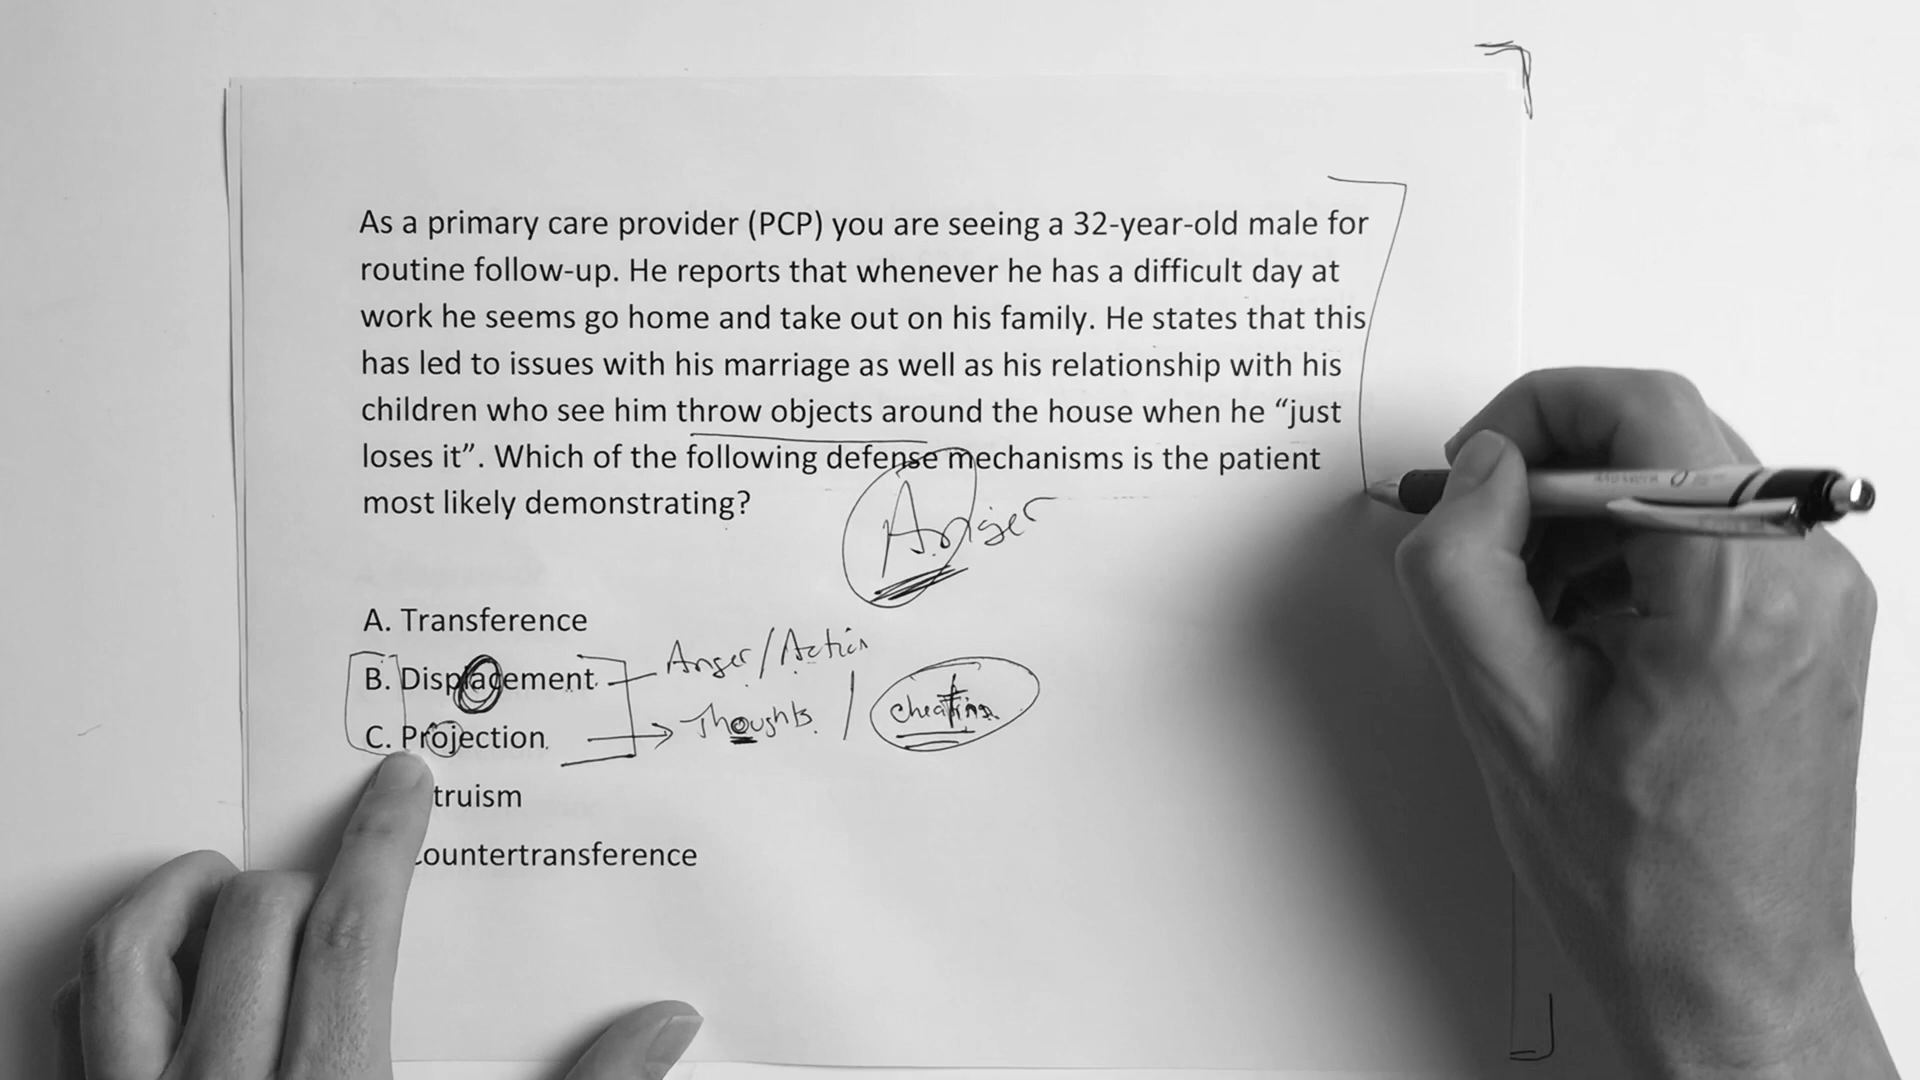 As a primary care provider (PCP) you are seeing a 32-year-old male for
routine follow-up. He reports that whenever he has a difficult day at
work he seems go home and take out on his family. He states that this
has led to issues with his marriage as well as his relationship with his
children who see him throw objects around the house when he “just
loses it”. Which of the following defense mechanisms is the patient
most likely demonstrating?
Anger
A. Transference
Anger/Action
B. Displacement
Thoughts / cheating
C. Projection
truism
ountertransference